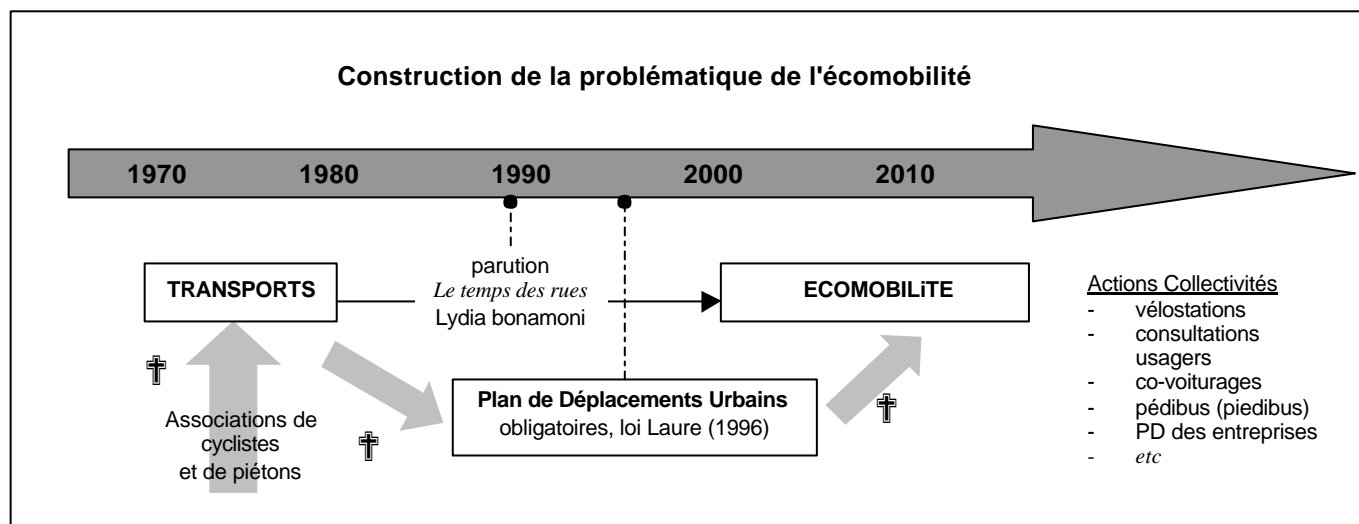 Construction de la problématique de l'écomobilité
1970 1980 1990 2000 2010
TRANSPORTS
parution
Le temps des rues
Lydia bonamoni
ECOMOBILiTE
Associations de
cyclistes
et de piétons
Plan de Déplacements Urbains
obligatoires, loi Laure (1996)
Actions Collectivités
- vélostations
- consultations
usagers
- co-voiturages
- pédibus (piedibus)
- PD des entreprises
- etc